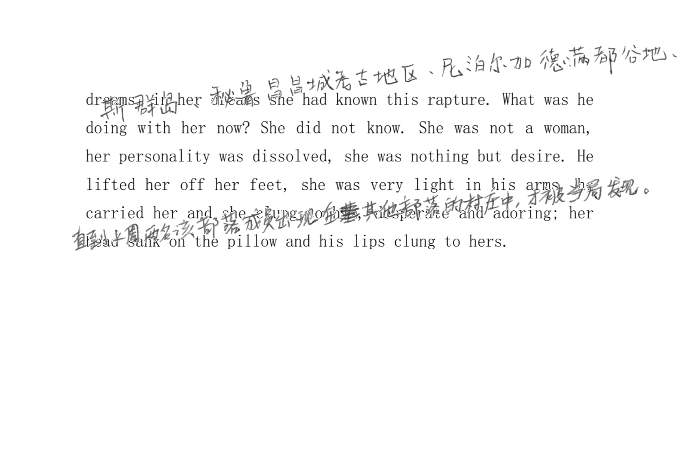 斯群岛、秘鲁昌昌城考古地区、尼泊尔加德满都谷地、
dreams, in her dreams she had known this rapture. What was he
doing with her now? She did not know. She was not a woman,
her personality was dissolved, she was nothing but desire. He
lifted her off her feet, she was very light in his arms, he
carried her and she clung to him, desperate and adoring; her
head sank on the pillow and his lips clung to hers.
直到上周两名该部落成员出现在其他部落的村庄中，才被当局发现。